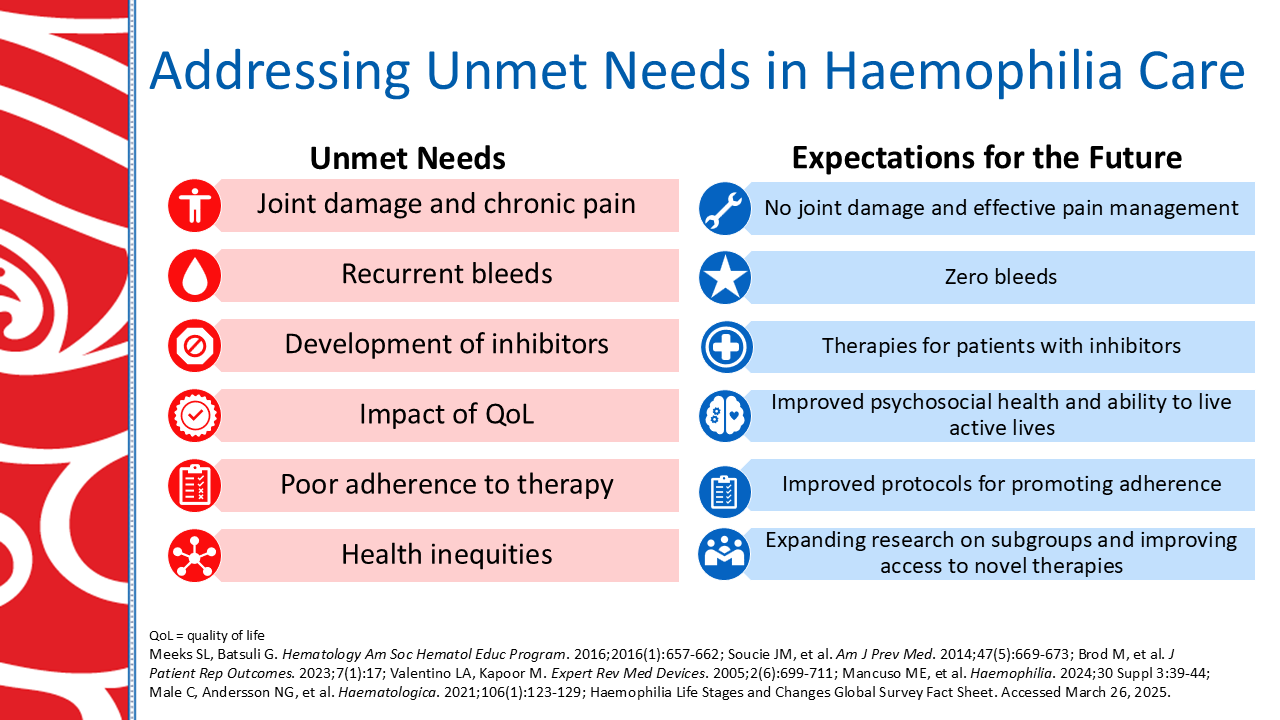 Addressing Unmet Needs in Haemophilia Care
Unmet Needs
Joint damage and chronic pain
Recurrent bleeds
Development of inhibitors
Impact of QoL
Poor adherence to therapy
Health inequities
Expectations for the Future
No joint damage and effective pain management
Zero bleeds
Therapies for patients with inhibitors
Improved psychosocial health and ability to live
active lives
Improved protocols for promoting adherence
Expanding research on subgroups and improving
access to novel therapies
QoL = quality of life
Meeks SL, Batsuli G. Hematology Am Soc Hematol Educ Program. 2016;2016(1):657-662; Soucie JM, et al. Am J Prev Med. 2014;47(5):669-673; Brod M, et al. J
Patient Rep Outcomes. 2023;7(1):17; Valentino LA, Kapoor M. Expert Rev Med Devices. 2005;2(6):699-711; Mancuso ME, et al. Haemophilia. 2024;30 Suppl 3:39-44;
Male C, Andersson NG, et al. Haematologica. 2021;106(1):123-129; Haemophilia Life Stages and Changes Global Survey Fact Sheet. Accessed March 26, 2025.